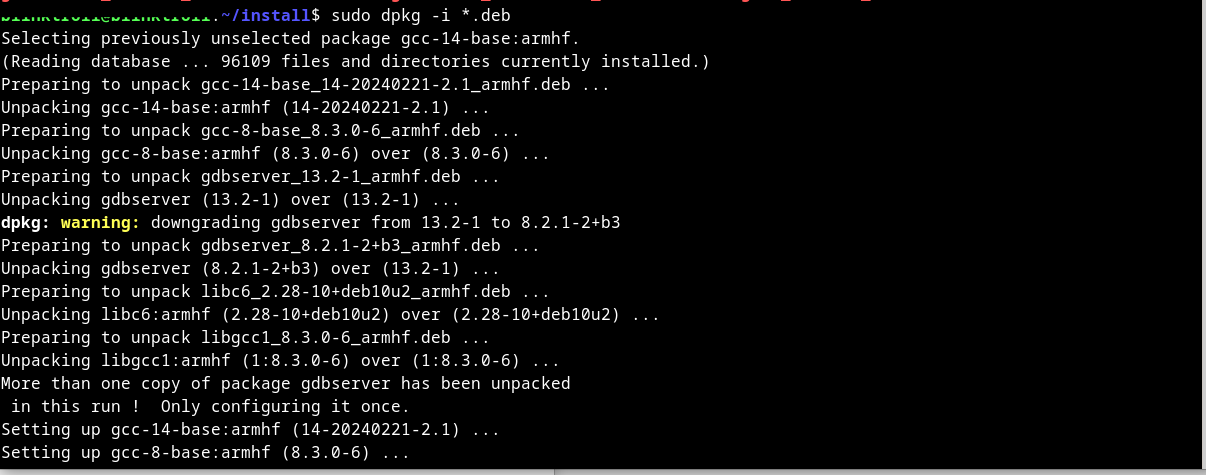 :~/install$ sudo dpkg -i *.deb
Selecting previously unselected package gcc-14-base:armhf.
(Reading database ... 96109 files and directories currently installed.)
Preparing to unpack gcc-14-base_14-20240221-2.1_armhf.deb ...
Unpacking gcc-14-base:armhf (14-20240221-2.1) ...
Preparing to unpack gcc-8-base_8.3.0-6_armhf.deb ...
Unpacking gcc-8-base:armhf (8.3.0-6) over (8.3.0-6) ...
Preparing to unpack gdbserver_13.2-1_armhf.deb ...
Unpacking gdbserver (13.2-1) over (13.2-1) ...
dpkg: warning: downgrading gdbserver from 13.2-1 to 8.2.1-2+b3
Preparing to unpack gdbserver_8.2.1-2+b3_armhf.deb ...
Unpacking gdbserver (8.2.1-2+b3) over (13.2-1) ...
Preparing to unpack libc6_2.28-10+deb10u2_armhf.deb ...
Unpacking libc6:armhf (2.28-10+deb10u2) over (2.28-10+deb10u2) ...
Preparing to unpack libgcc1_8.3.0-6_armhf.deb ...
Unpacking libgcc1:armhf (1:8.3.0-6) over (1:8.3.0-6) ...
More than one copy of package gdbserver has been unpacked
 in this run !  Only configuring it once.
Setting up gcc-14-base:armhf (14-20240221-2.1) ...
Setting up gcc-8-base:armhf (8.3.0-6) ...